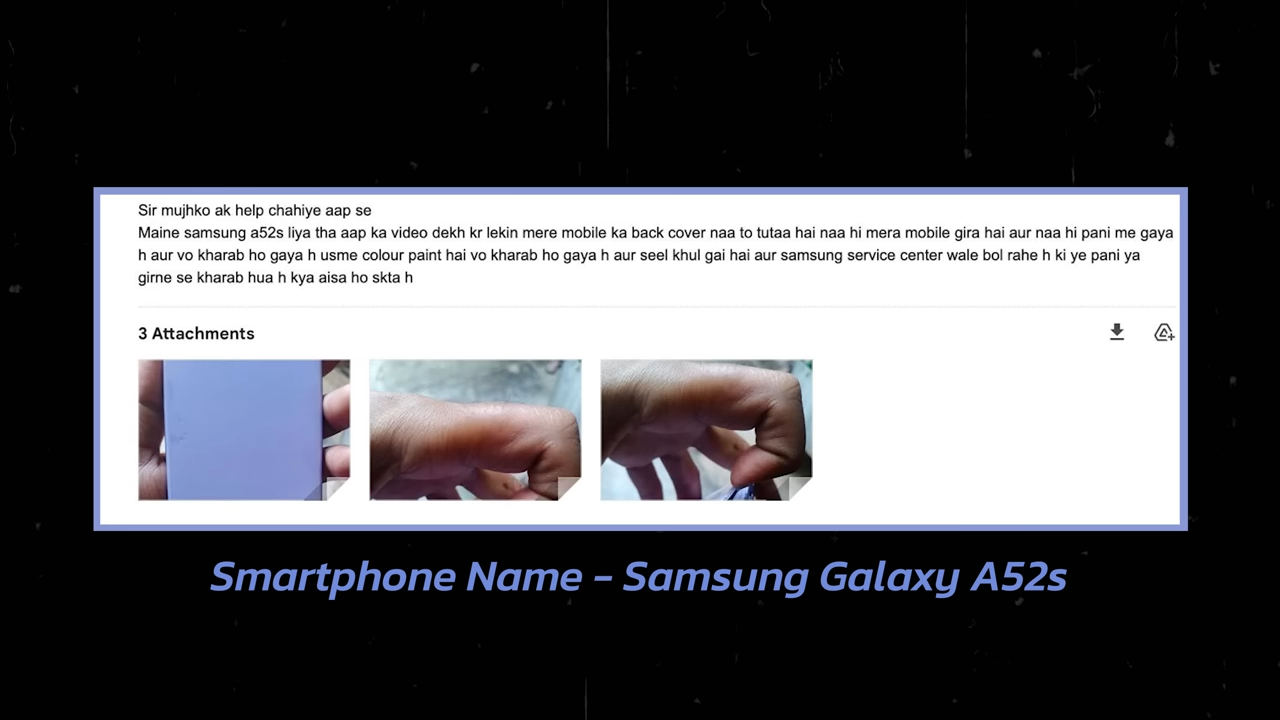 Sir mujhko ak help chahiye aap se
Maine samsung a52s liya tha aap ka video dekh kr lekin mere mobile ka back cover naa to tutaa hai naa hi mera mobile gira hai aur naa hi pani me gaya
h aur vo kharab ho gaya h usme colour paint hai vo kharab ho gaya h aur seel khul gai hai aur samsung service center wale bol rahe h ki ye pani ya
girne se kharab hua h kya aisa ho skta h
3 Attachments
Smartphone Name - Samsung Galaxy A52s